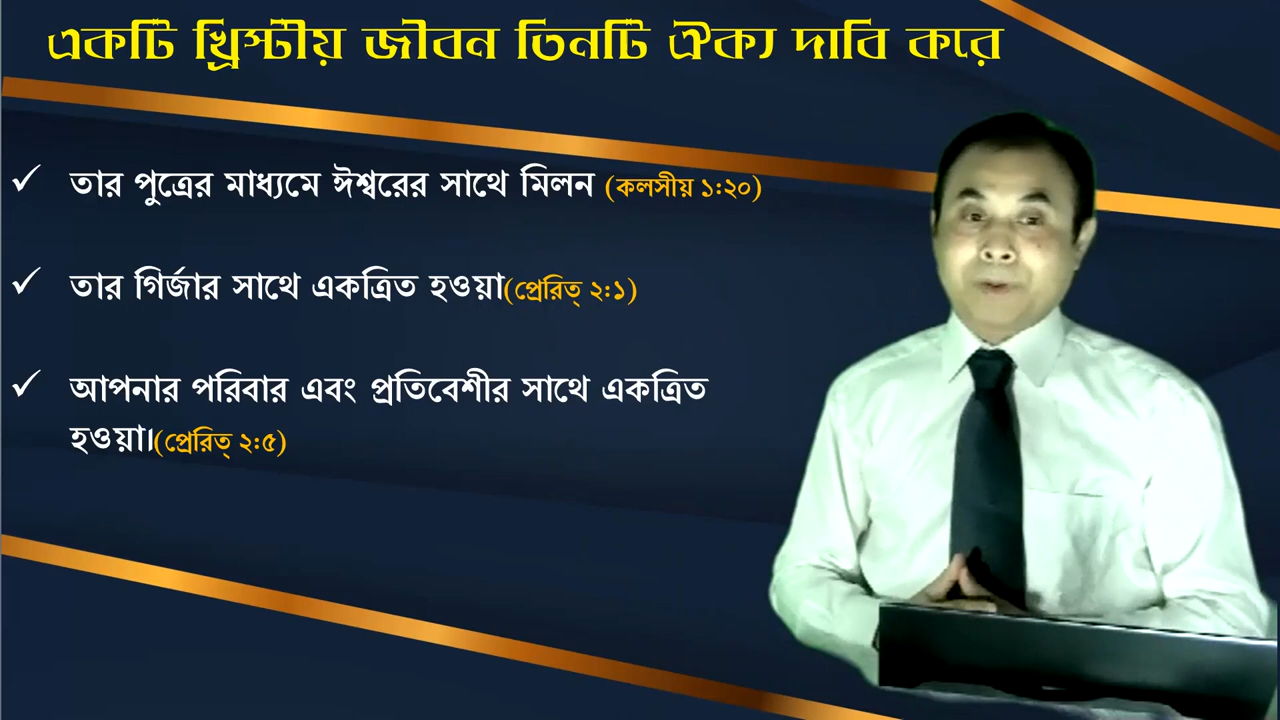 একটি খ্রিস্টীয় জীবন তিনটি ঐক্য দাবি করে
✓ তার পুত্রের মাধ্যমে ঈশ্বরের সাথে মিলন (কলসীয় ১:২০)
✓ তার গির্জার সাথে একত্রিত হওয়া(প্রেরিত্ ২:১)
✓ আপনার পরিবার এবং প্রতিবেশীর সাথে একত্রিত
হওয়া।(প্রেরিত্ ২:৫)